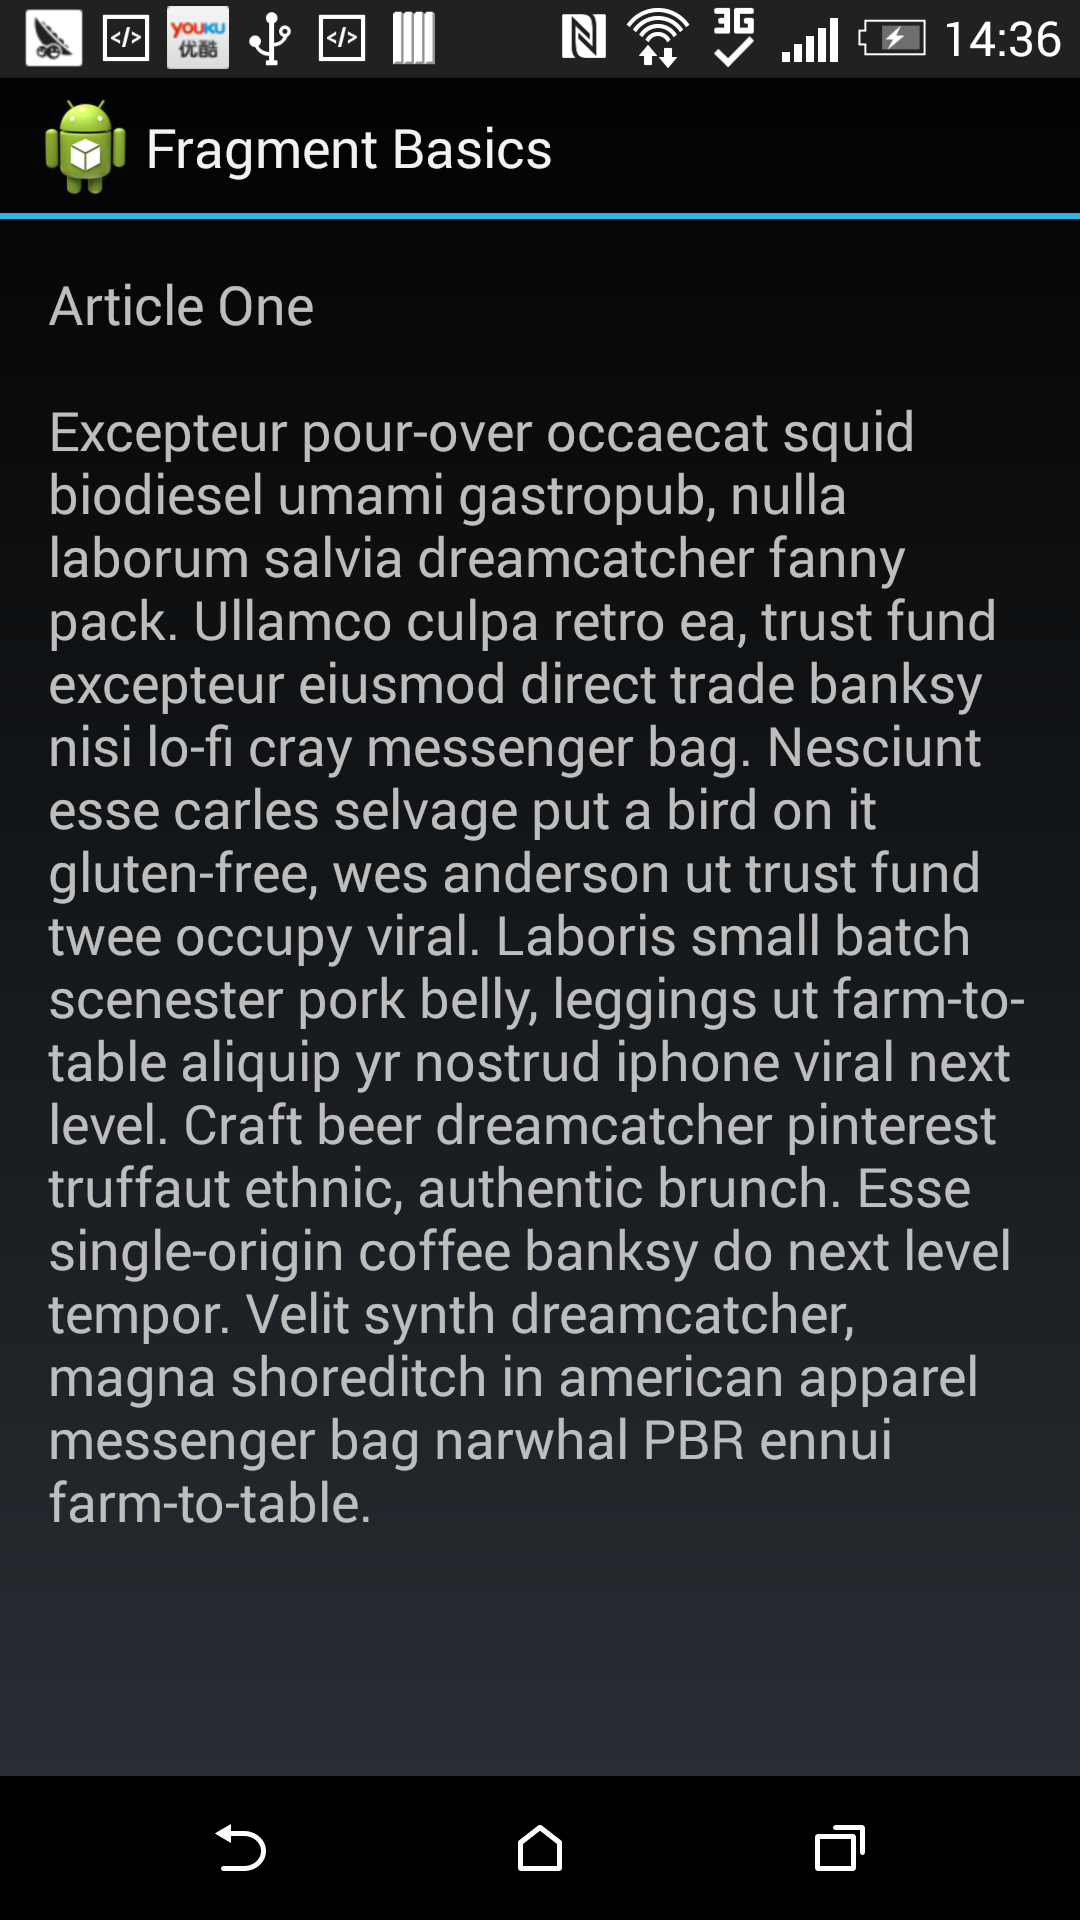 </> YOUKU 优酷 </> 3G 14:36
Fragment Basics
Article One
Excepteur pour-over occaecat squid
biodiesel umami gastropub, nulla
laborum salvia dreamcatcher fanny
pack. Ullamco culpa retro ea, trust fund
excepteur eiusmod direct trade banksy
nisi lo-fi cray messenger bag. Nesciunt
esse carles selvage put a bird on it
gluten-free, wes anderson ut trust fund
twee occupy viral. Laboris small batch
scenester pork belly, leggings ut farm-to-
table aliquip yr nostrud iphone viral next
level. Craft beer dreamcatcher pinterest
truffaut ethnic, authentic brunch. Esse
single-origin coffee banksy do next level
tempor. Velit synth dreamcatcher,
magna shoreditch in american apparel
messenger bag narwhal PBR ennui
farm-to-table.